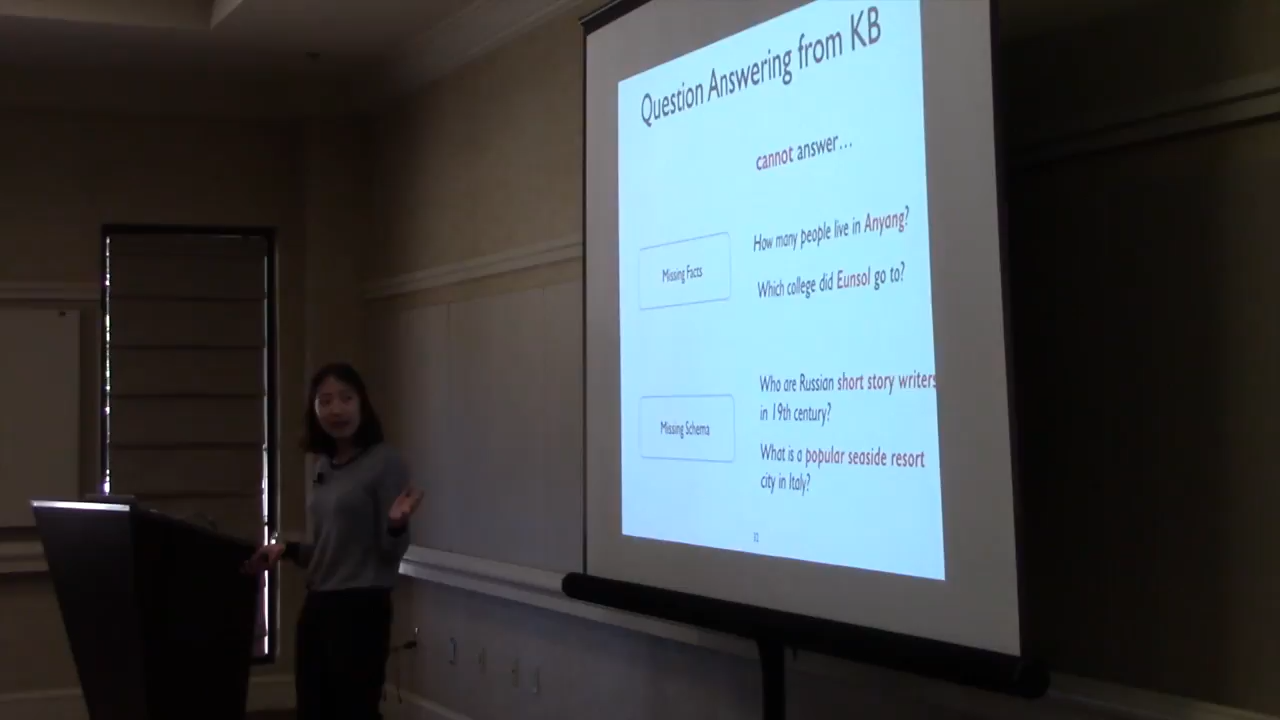 Question Answering from KB
cannot answer...
Missing Facts
How many people live in Anyang?
Which college did Eunsol go to?
Missing Schema
Who are Russian short story writers
in 19th century?
What is a popular seaside resort
city in Italy?